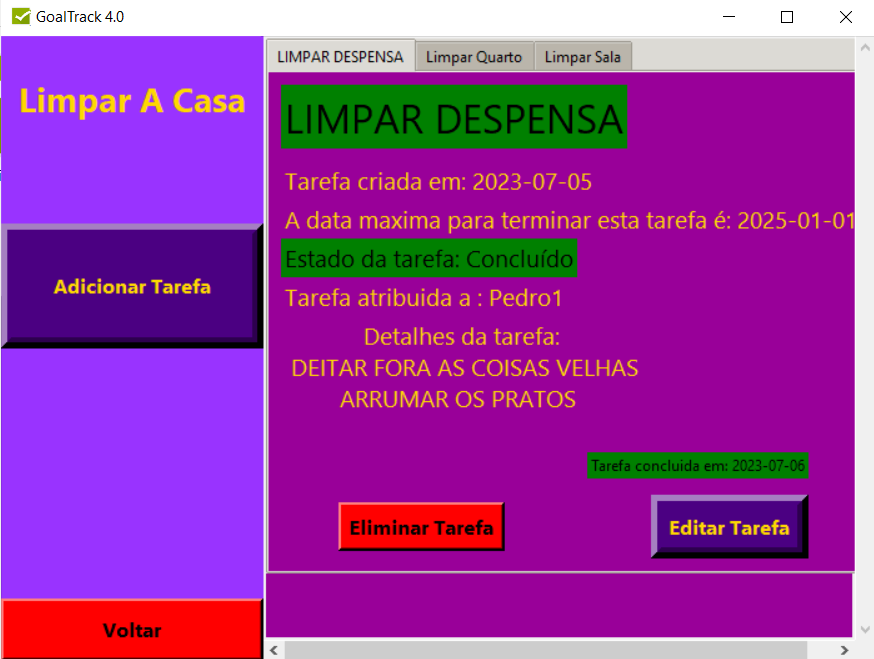 GoalTrack 4.0
Limpar A Casa
Adicionar Tarefa
Voltar
LIMPAR DESPENSA
Limpar Quarto
Limpar Sala
LIMPAR DESPENSA
Tarefa criada em: 2023-07-05
A data maxima para terminar esta tarefa é: 2025-01-01
Estado da tarefa: Concluído
Tarefa atribuida a : Pedro1
Detalhes da tarefa:
DEITAR FORA AS COISAS VELHAS
ARRUMAR OS PRATOS
Tarefa concluida em: 2023-07-06
Eliminar Tarefa
Editar Tarefa